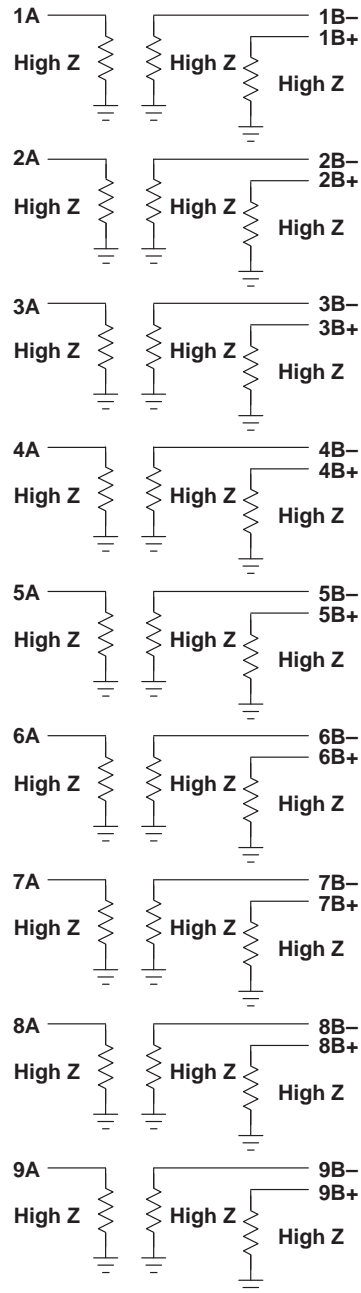 1A 1B–
1B+
High Z High Z High Z
2A 2B–
2B+
High Z High Z High Z
3A 3B–
3B+
High Z High Z High Z
4A 4B–
4B+
High Z High Z High Z
5A 5B–
5B+
High Z High Z High Z
6A 6B–
6B+
High Z High Z High Z
7A 7B–
7B+
High Z High Z High Z
8A 8B–
8B+
High Z High Z High Z
9A 9B–
9B+
High Z High Z High Z